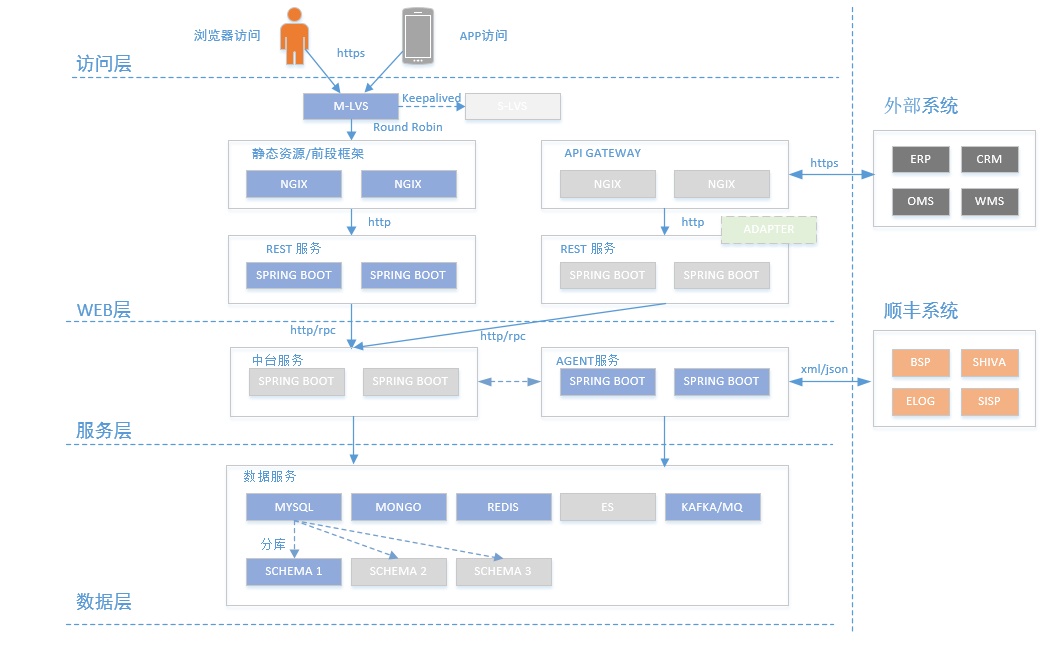 浏览器访问
APP访问
https
访问层
M-LVS
Keepalived
S-LVS
Round Robin
静态资源/前段框架
NGIX
NGIX
API GATEWAY
NGIX
NGIX
https
外部系统
ERP
CRM
OMS
WMS
http
http
ADAPTER
REST 服务
SPRING BOOT
SPRING BOOT
REST 服务
SPRING BOOT
SPRING BOOT
WEB层
http/rpc
http/rpc
顺丰系统
BSP
SHIVA
ELOG
SISP
中台服务
SPRING BOOT
SPRING BOOT
AGENT服务
SPRING BOOT
SPRING BOOT
xml/json
服务层
数据服务
MYSQL
MONGO
REDIS
ES
KAFKA/MQ
分库
SCHEMA 1
SCHEMA 2
SCHEMA 3
数据层